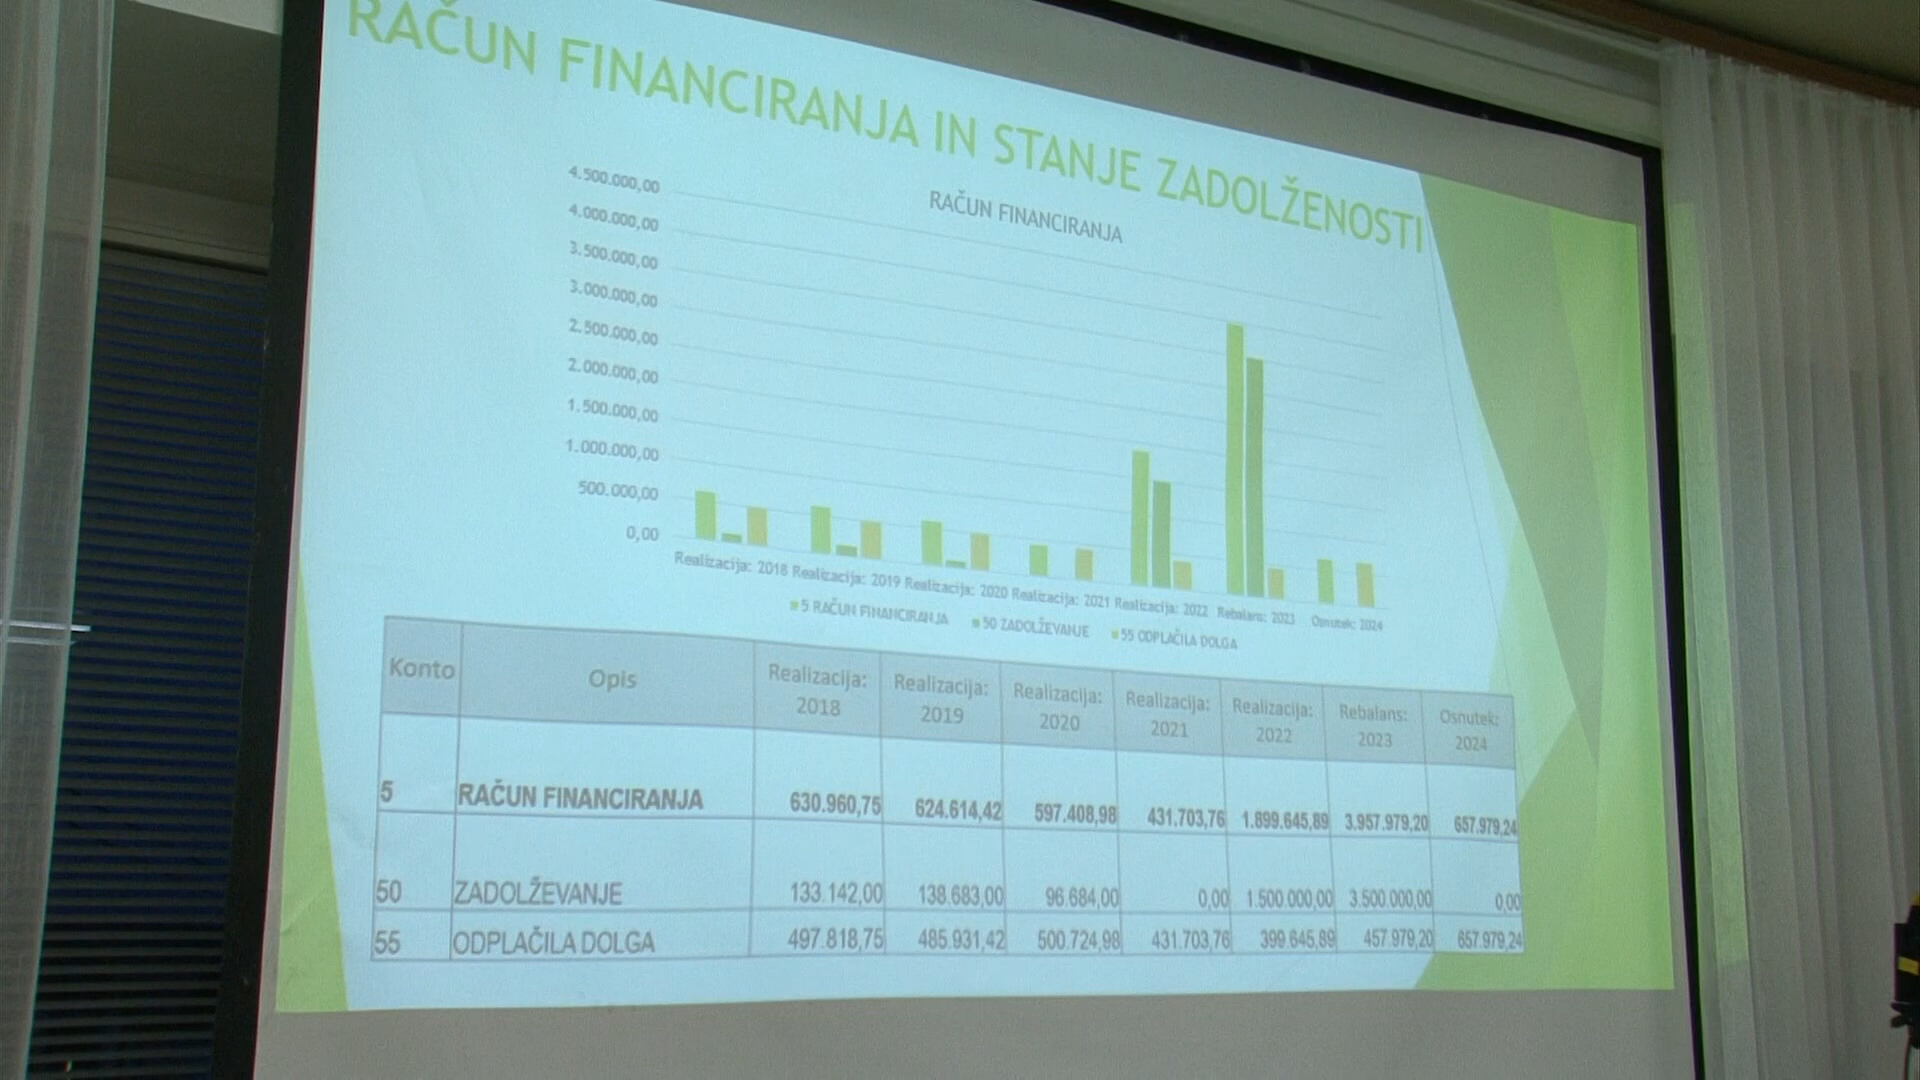 RAČUN FINANCIRANJA IN STANJE ZADOLŽENOSTI
RAČUN FINANCIRANJA
4.500.000,00
4.000.000,00
3.500.000,00
3.000.000,00
2.500.000,00
2.000.000,00
1.500.000,00
1.000.000,00
500.000,00
0,00
Realizacija: 2018 Realizacija: 2019 Realizacija: 2020 Realizacija: 2021 Realizacija: 2022 Rebalans: 2023 Osnutek: 2024
5 RAČUN FINANCIRANJA 50 ZADOLŽEVANJE 55 ODPLAČILA DOLGA
Konto Opis Realizacija: 2018 Realizacija: 2019 Realizacija: 2020 Realizacija: 2021 Realizacija: 2022 Rebalans: 2023 Osnutek: 2024
5 RAČUN FINANCIRANJA 630.960,75 624.614,42 597.408,98 431.703,76 1.899.645,89 3.957.979,20 657.979,24
50 ZADOLŽEVANJE 133.142,00 138.683,00 96.684,00 0,00 1.500.000,00 3.500.000,00 0,00
55 ODPLAČILA DOLGA 497.818,75 485.931,42 500.724,98 431.703,76 399.645,89 457.979,20 657.979,24